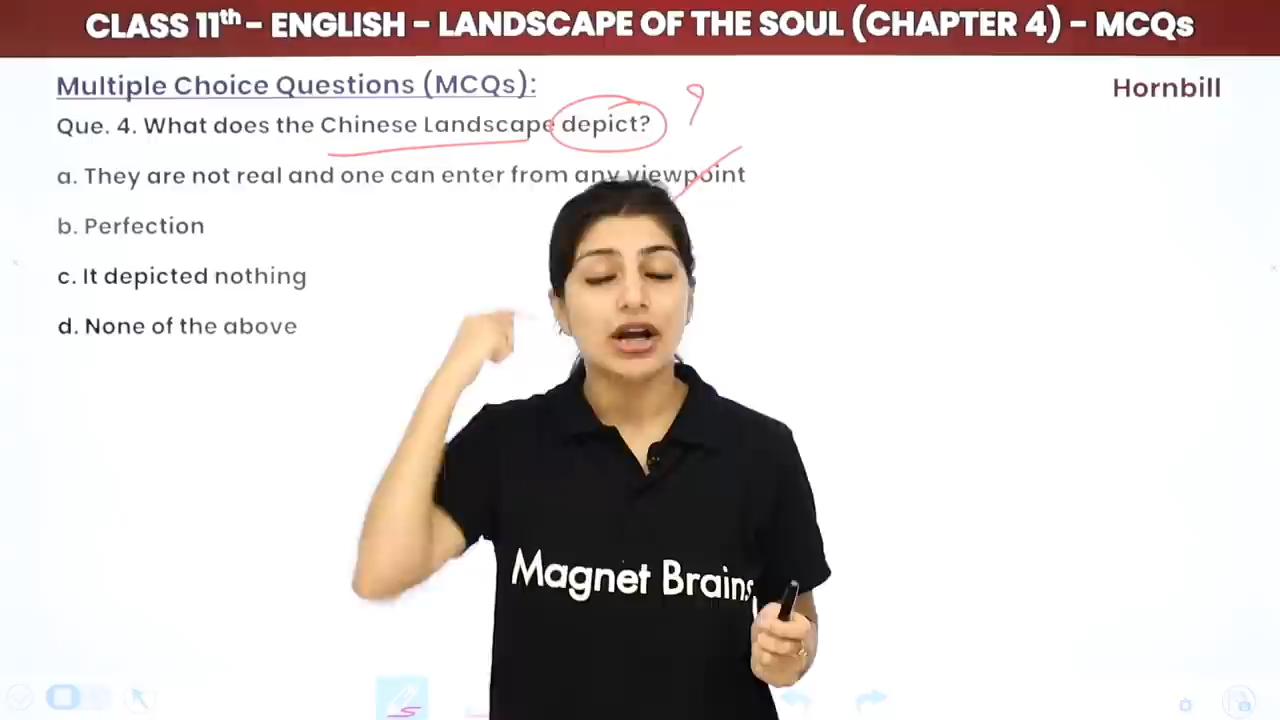 CLASS 11th - ENGLISH - LANDSCAPE OF THE SOUL (CHAPTER 4) - MCQs
Multiple Choice Questions (MCQs):
Hornbill
Que. 4. What does the Chinese Landscape depict?
a. They are not real and one can enter from any viewpoint
b. Perfection
c. It depicted nothing
d. None of the above
Magnet Brains